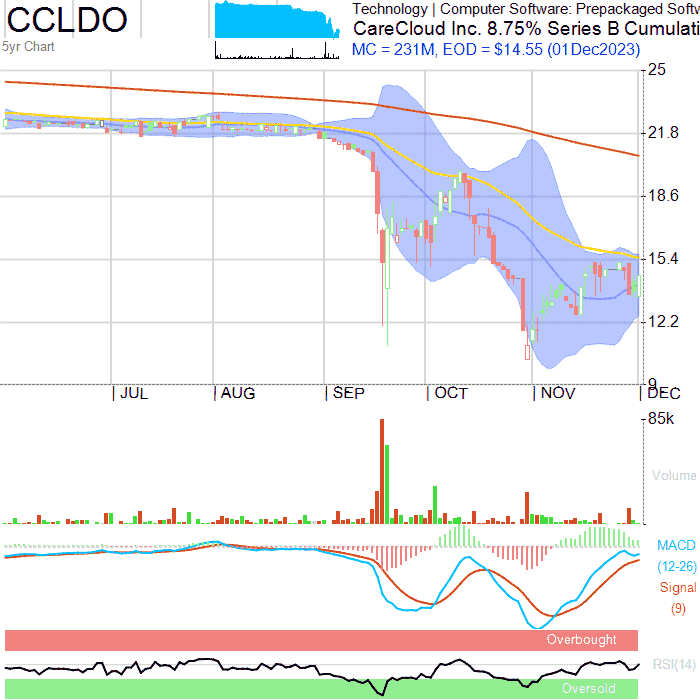 CCLDO
5yr Chart
Technology | Computer Software: Prepackaged Softw
CareCloud Inc. 8.75% Series B Cumulati
MC = 231M, EOD = $14.55 (01Dec2023)
25
21.8
18.6
15.4
12.2
9
JUL AUG SEP OCT NOV DEC
85k
Volume
MACD
(12-26)
Signal
(9)
Overbought
RSI(14)
Oversold